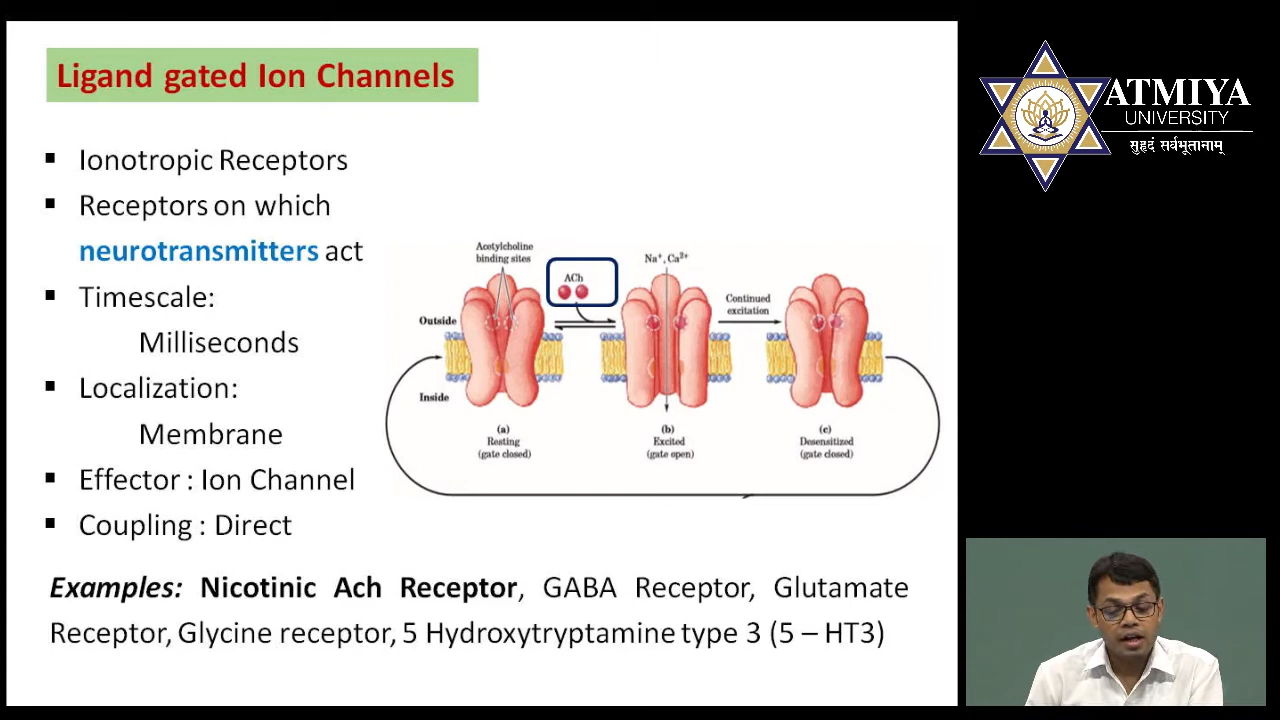 Ligand gated Ion Channels
ATMIYA
UNIVERSITY
सुहृदं सर्वभूतानाम्
▪ Ionotropic Receptors
▪ Receptors on which
neurotransmitters act
▪ Timescale:
Milliseconds
▪ Localization:
Membrane
▪ Effector : Ion Channel
▪ Coupling : Direct
Acetylcholine
binding sites
ACh
Na⁺, Ca²⁺
Continued
excitation
Outside
Inside
(a)
Resting
(gate closed)
(b)
Excited
(gate open)
(c)
Desensitized
(gate closed)
Examples: Nicotinic Ach Receptor, GABA Receptor, Glutamate
Receptor, Glycine receptor, 5 Hydroxytryptamine type 3 (5 – HT3)